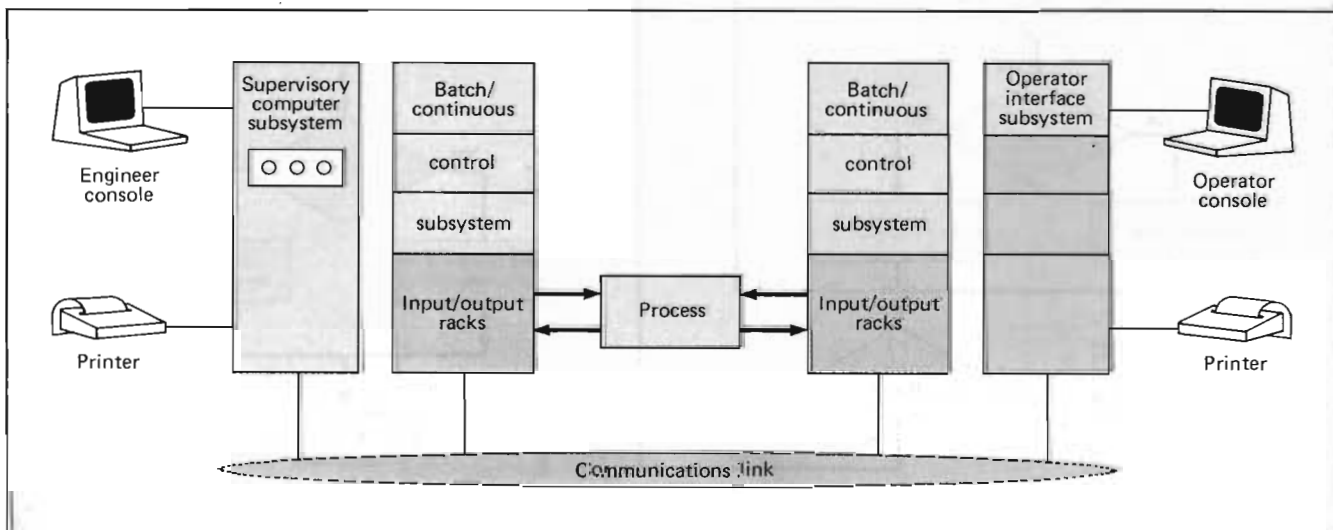 Supervisory
computer
subsystem
Engineer
console
Printer
Batch/
continuous
control
subsystem
Input/output
racks
Process
Batch/
continuous
control
subsystem
Input/output
racks
Operator
interface
subsystem
Operator
console
Printer
Communications link